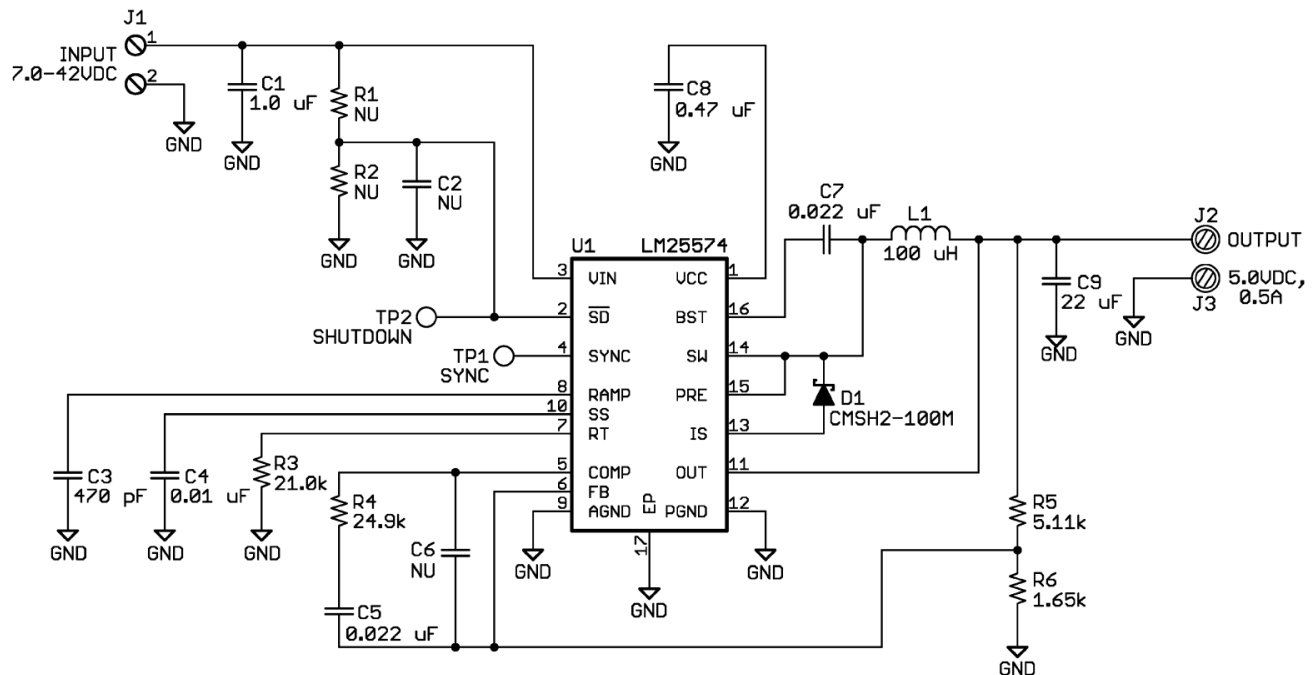 J1
INPUT
7.0-42VDC
1
2
GND
C1
1.0 uF
GND
R1
NU
R2
NU
GND
C2
NU
GND
C8
0.47 uF
GND
C7
0.022 uF
L1
100 uH
J2
OUTPUT
J3
5.0VDC,
0.5A
GND
C9
22 uF
GND
U1
LM25574
3 VIN
2 SD
4 SYNC
8 RAMP
10 SS
7 RT
5 COMP
6 FB
9 AGND
EP
17
VCC 1
BST 16
SW 14
PRE 15
IS 13
OUT 11
PGND 12
TP2
SHUTDOWN
TP1
SYNC
D1
CMSH2-100M
C3
470 pF
GND
C4
0.01 uF
GND
R3
21.0k
GND
R4
24.9k
C5
0.022 uF
C6
NU
GND
GND
GND
R5
5.11k
R6
1.65k
GND